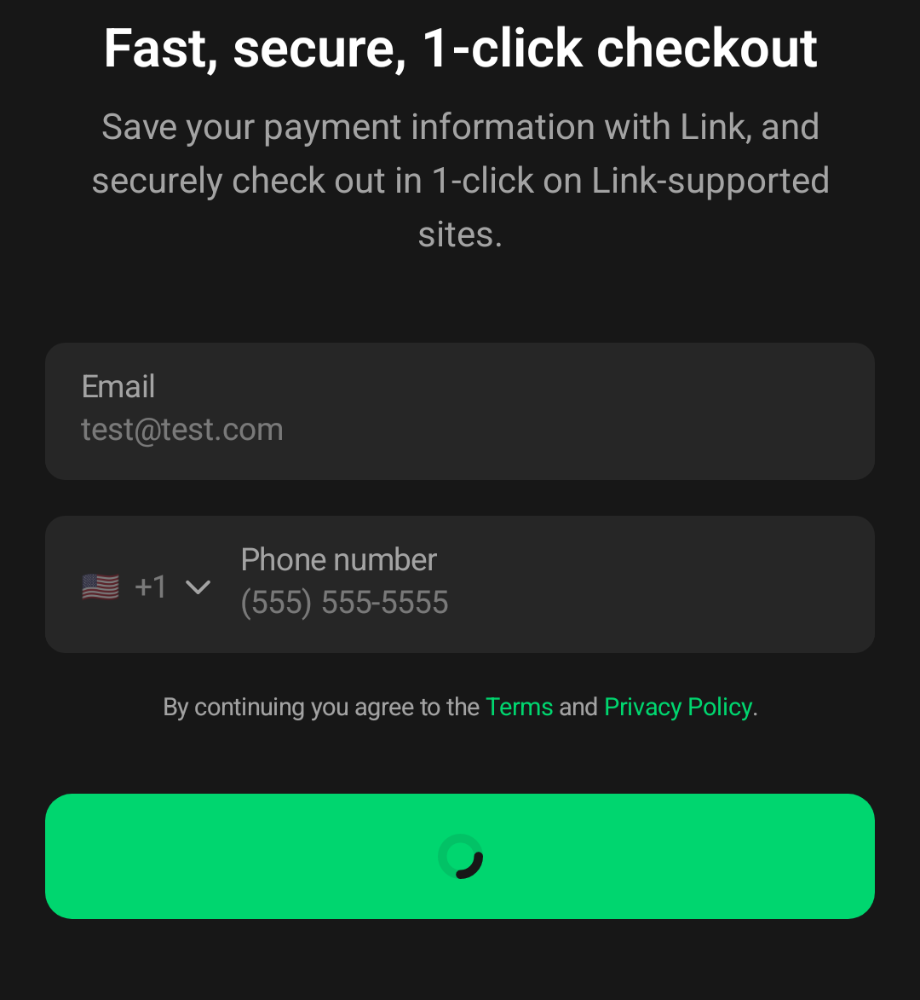 Fast, secure, 1-click checkout
Save your payment information with Link, and
securely check out in 1-click on Link-supported
sites.
Email
test@test.com
+1
Phone number
(555) 555-5555
By continuing you agree to the Terms and Privacy Policy.